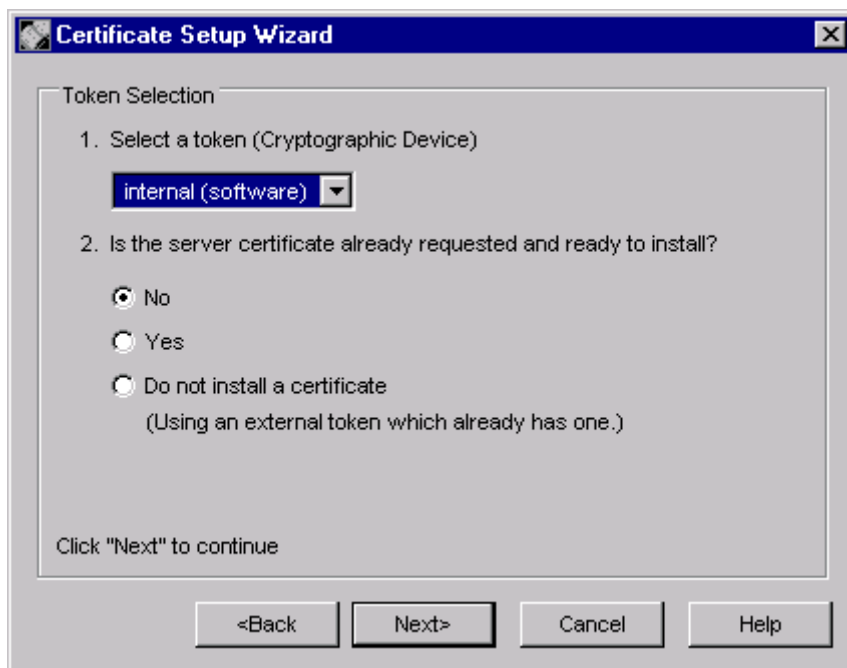 Certificate Setup Wizard
Token Selection
1. Select a token (Cryptographic Device)
internal (software)
2. Is the server certificate already requested and ready to install?
No
Yes
Do not install a certificate
(Using an external token which already has one.)
Click "Next" to continue
<Back Next> Cancel Help